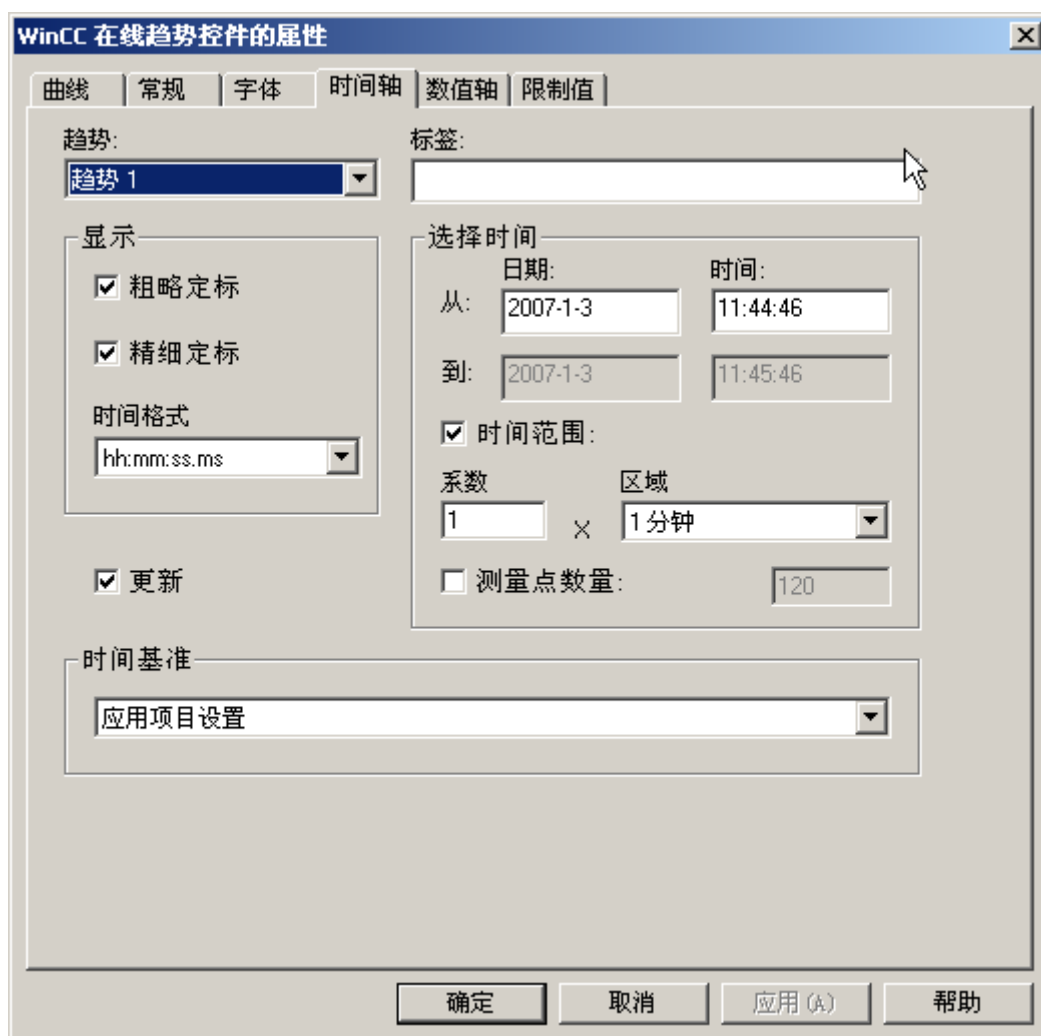 WinCC 在线趋势控件的属性
曲线 常规 字体 时间轴 数值轴 限制值
趋势: 标签:
趋势 1
显示 选择时间
日期: 时间:
粗略定标 从: 2007-1-3 11:44:46
精细定标 到: 2007-1-3 11:45:46
时间格式 时间范围:
hh:mm:ss.ms
系数 区域
1 X 1 分钟
更新 测量点数量: 120
时间基准
应用项目设置
确定 取消 应用(A) 帮助